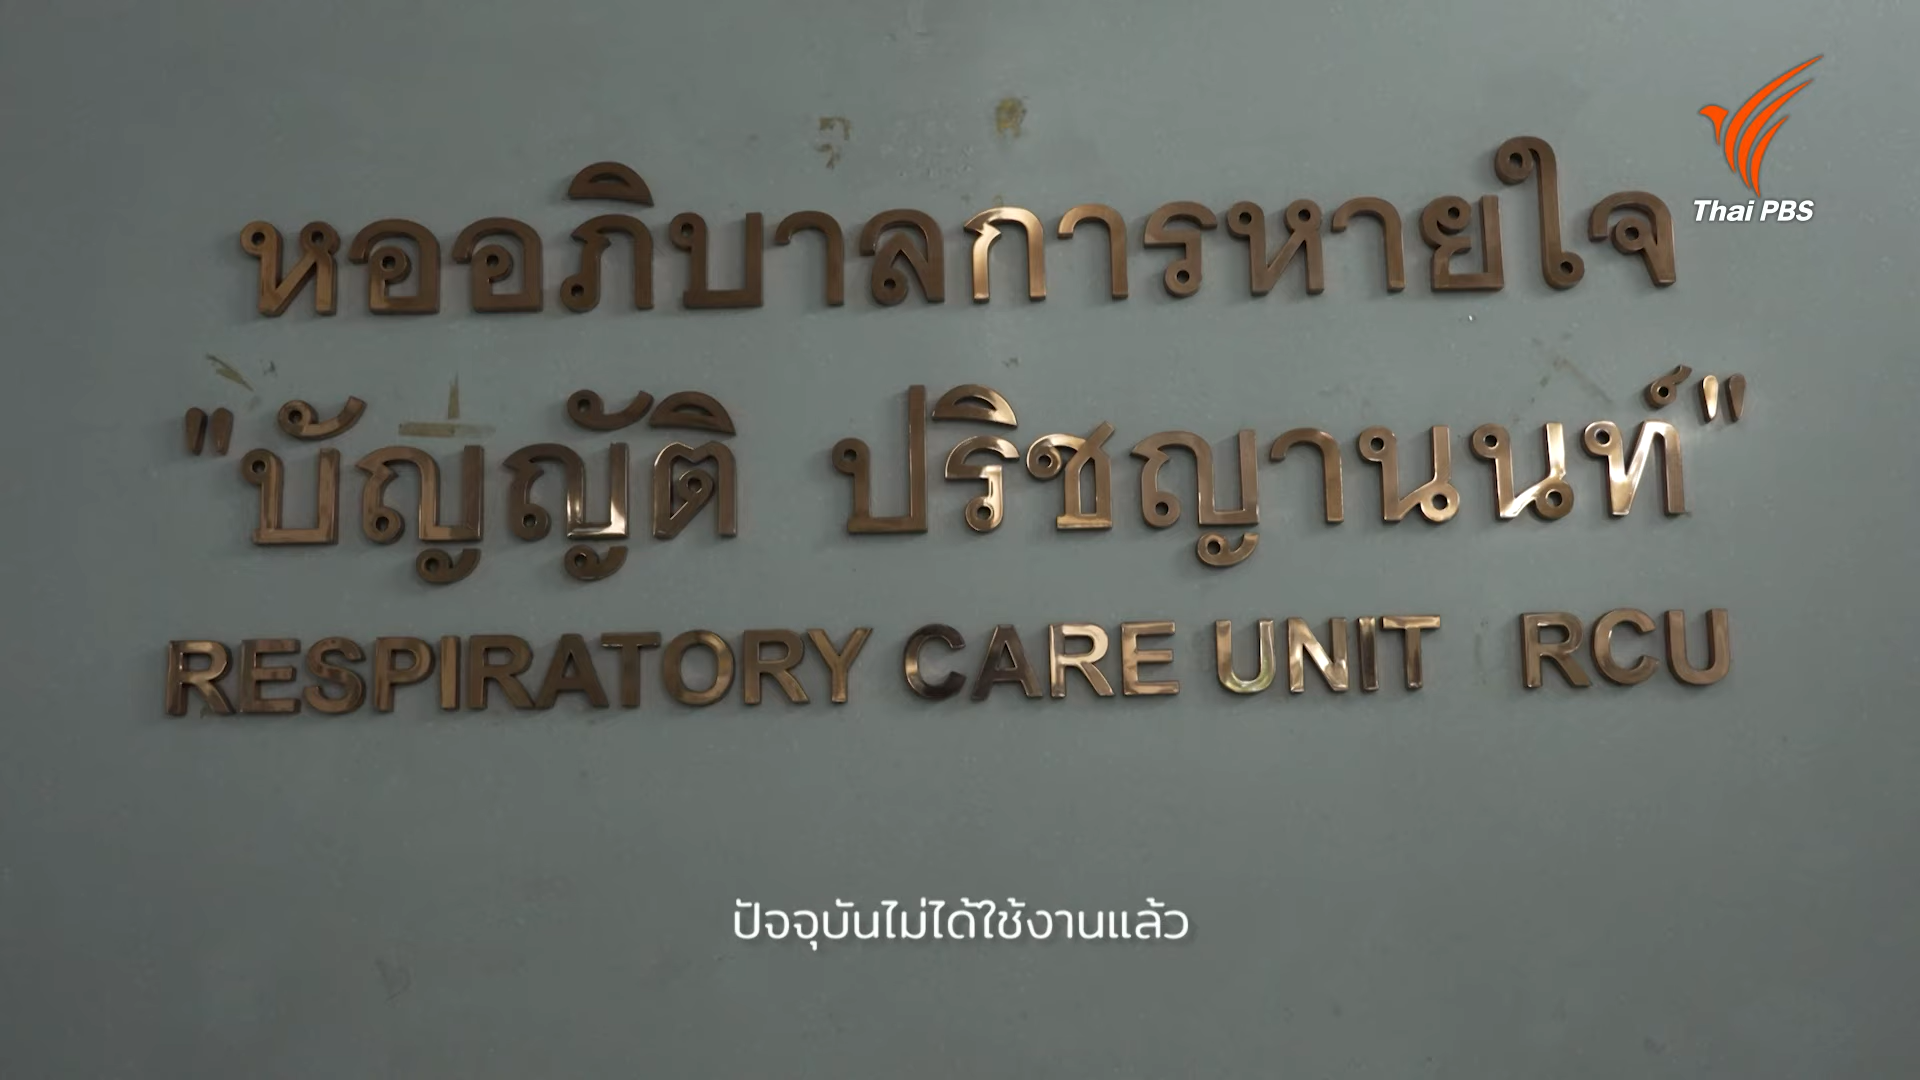 Thai PBS
หออภิบาลการหายใจ
"บัญญัติ ปริชญานนท์"
RESPIRATORY CARE UNIT RCU
ปัจจุบันไม่ได้ใช้งานแล้ว